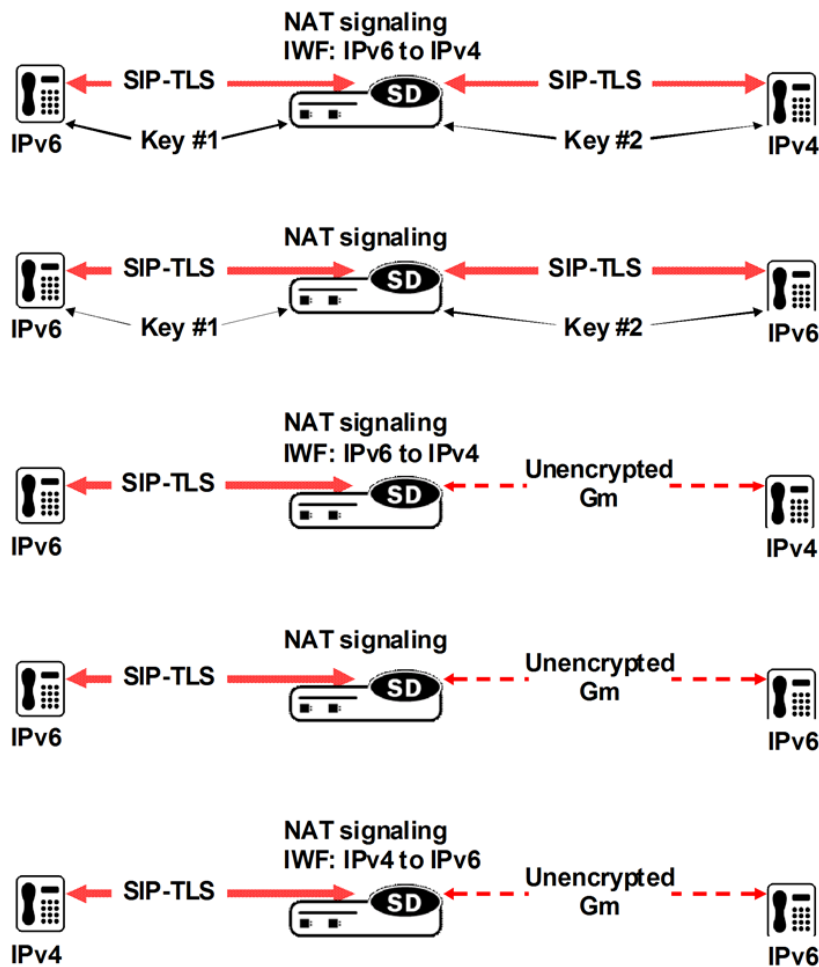 NAT signaling
IWF: IPv6 to IPv4
SIP-TLS SD SIP-TLS
IPv6 Key #1 Key #2 IPv4
NAT signaling
SIP-TLS SD SIP-TLS
IPv6 Key #1 Key #2 IPv6
NAT signaling
IWF: IPv6 to IPv4
SIP-TLS SD Unencrypted
Gm
IPv6 IPv4
NAT signaling
SIP-TLS SD Unencrypted
Gm
IPv6 IPv6
NAT signaling
IWF: IPv4 to IPv6
SIP-TLS SD Unencrypted
Gm
IPv4 IPv6